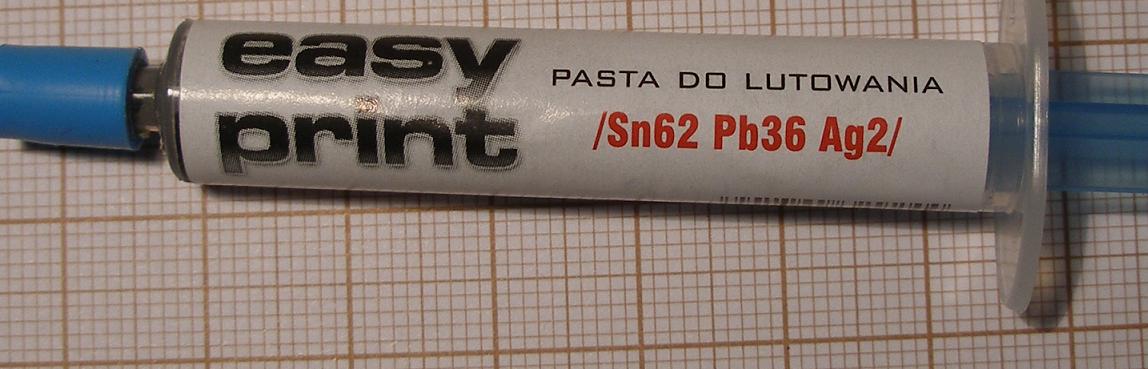 easy
print
PASTA DO LUTOWANIA
/Sn62 Pb36 Ag2/